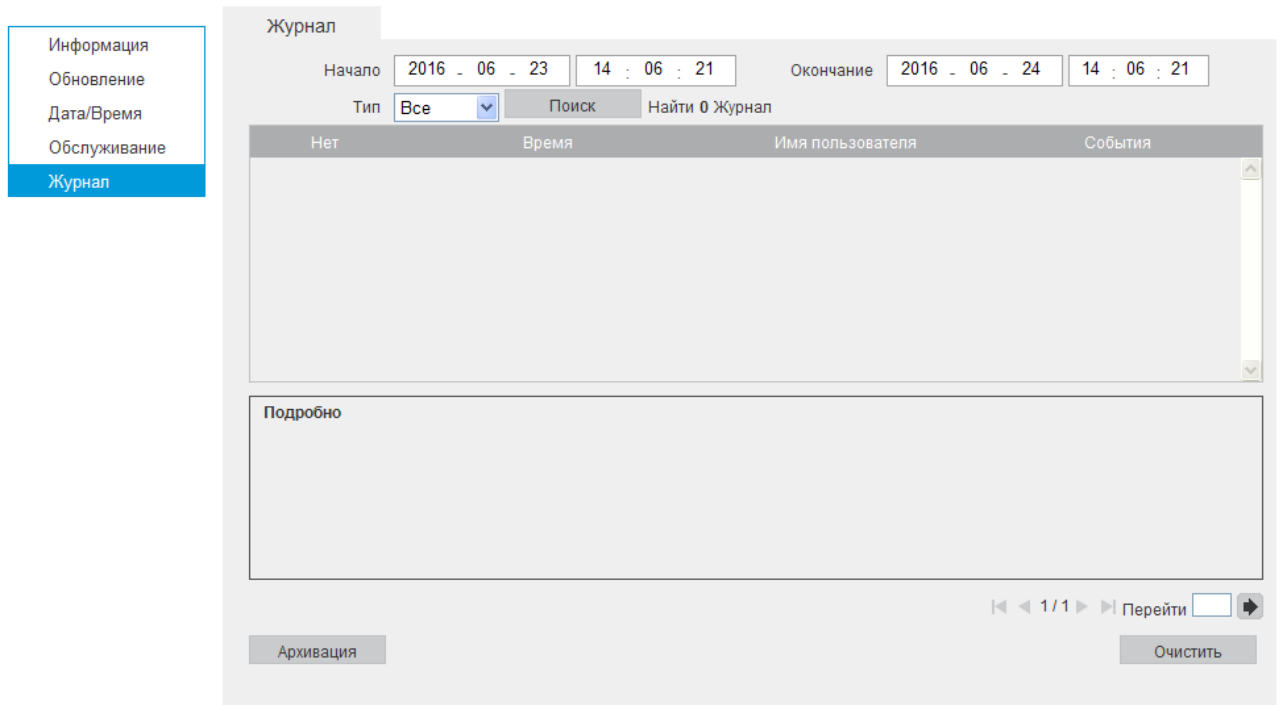 Информация
Обновление
Дата/Время
Обслуживание
Журнал
Журнал
Начало 2016 - 06 - 23 14 : 06 : 21 Окончание 2016 - 06 - 24 14 : 06 : 21
Тип Все Поиск Найти 0 Журнал
Нет Время Имя пользователя События
Подробно
1 / 1 Перейти
Архивация Очистить